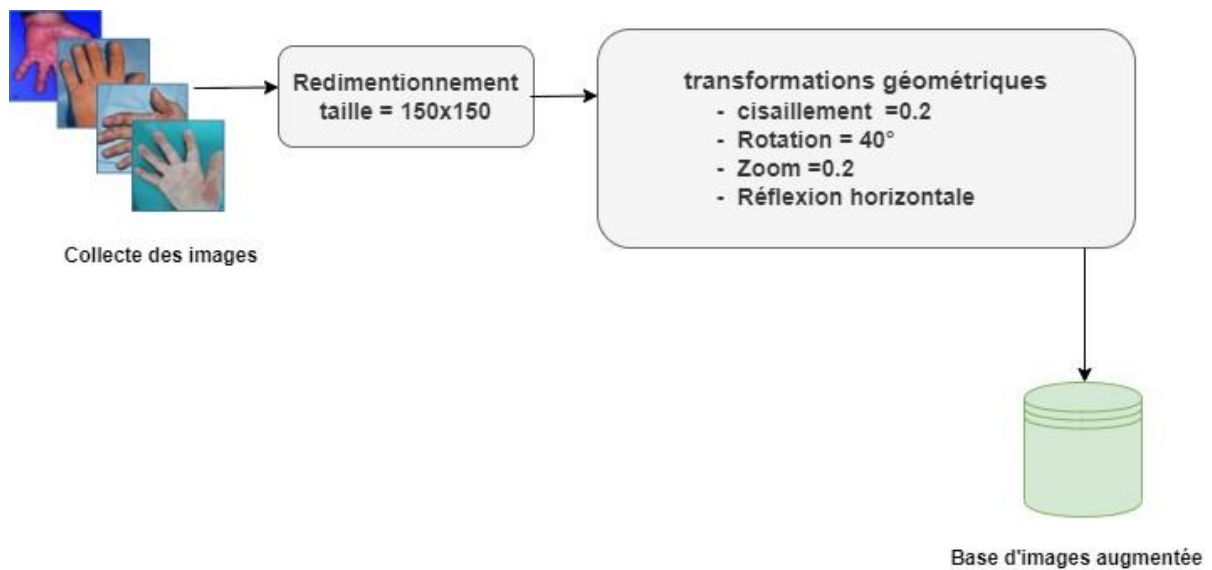 Collecte des images
Redimentionnement
taille = 150x150
transformations géométriques
- cisaillement =0.2
- Rotation = 40°
- Zoom =0.2
- Réflexion horizontale
Base d'images augmentée